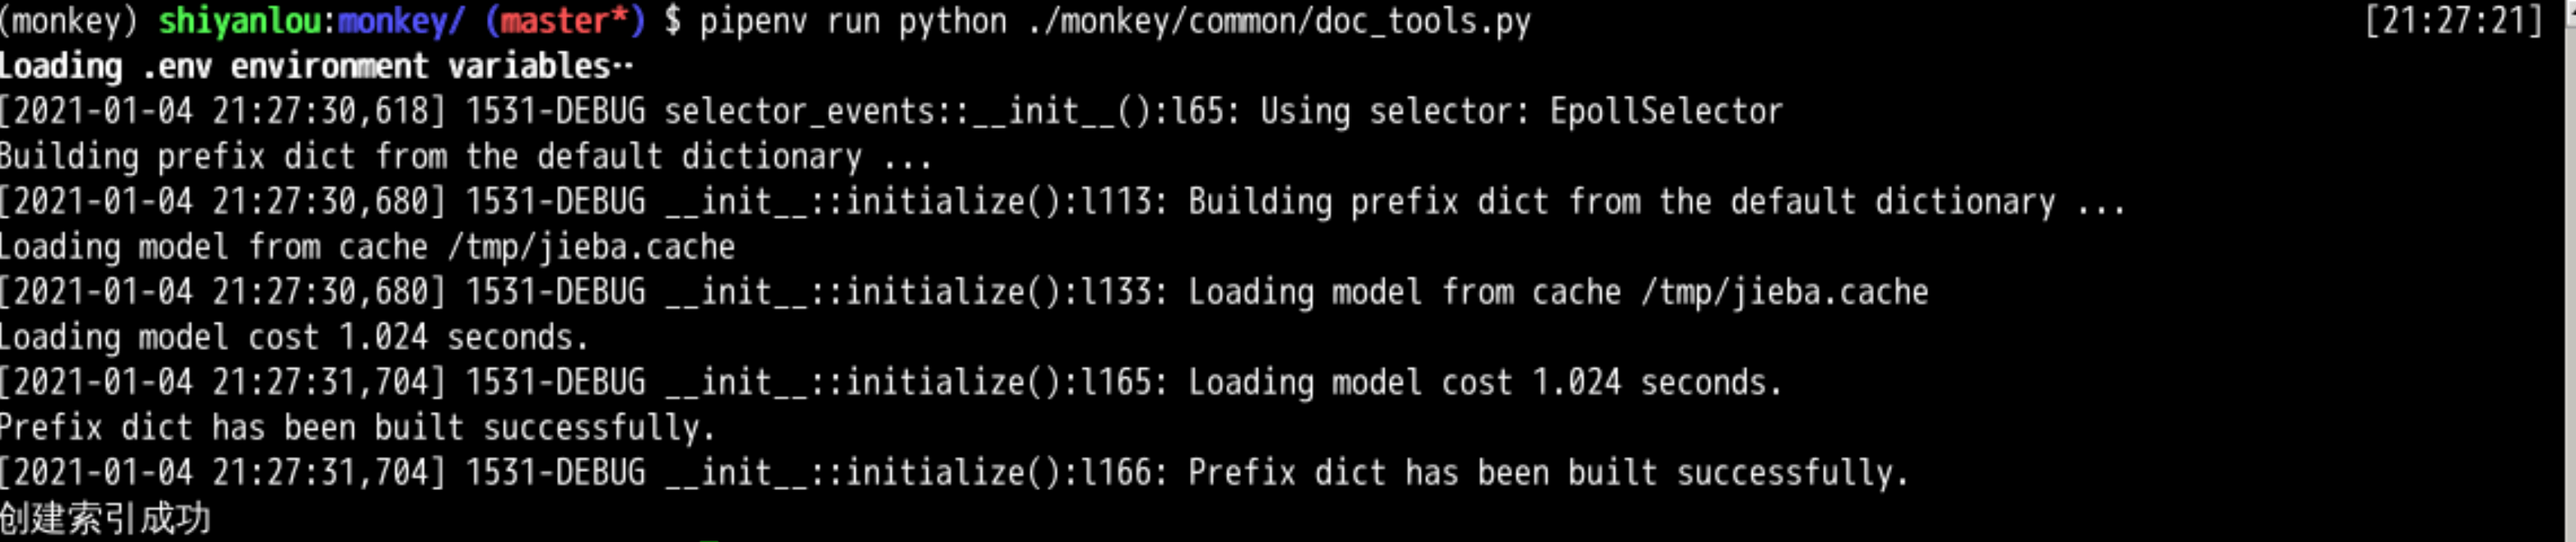 (monkey) shiyanlou:monkey/ (master*) $ pipenv run python ./monkey/common/doc_tools.py [21:27:21]
Loading .env environment variables…
[2021-01-04 21:27:30,618] 1531-DEBUG selector_events::__init__():l65: Using selector: EpollSelector
Building prefix dict from the default dictionary ...
[2021-01-04 21:27:30,680] 1531-DEBUG __init__::initialize():l113: Building prefix dict from the default dictionary ...
Loading model from cache /tmp/jieba.cache
[2021-01-04 21:27:30,680] 1531-DEBUG __init__::initialize():l133: Loading model from cache /tmp/jieba.cache
Loading model cost 1.024 seconds.
[2021-01-04 21:27:31,704] 1531-DEBUG __init__::initialize():l165: Loading model cost 1.024 seconds.
Prefix dict has been built successfully.
[2021-01-04 21:27:31,704] 1531-DEBUG __init__::initialize():l166: Prefix dict has been built successfully.
创建索引成功